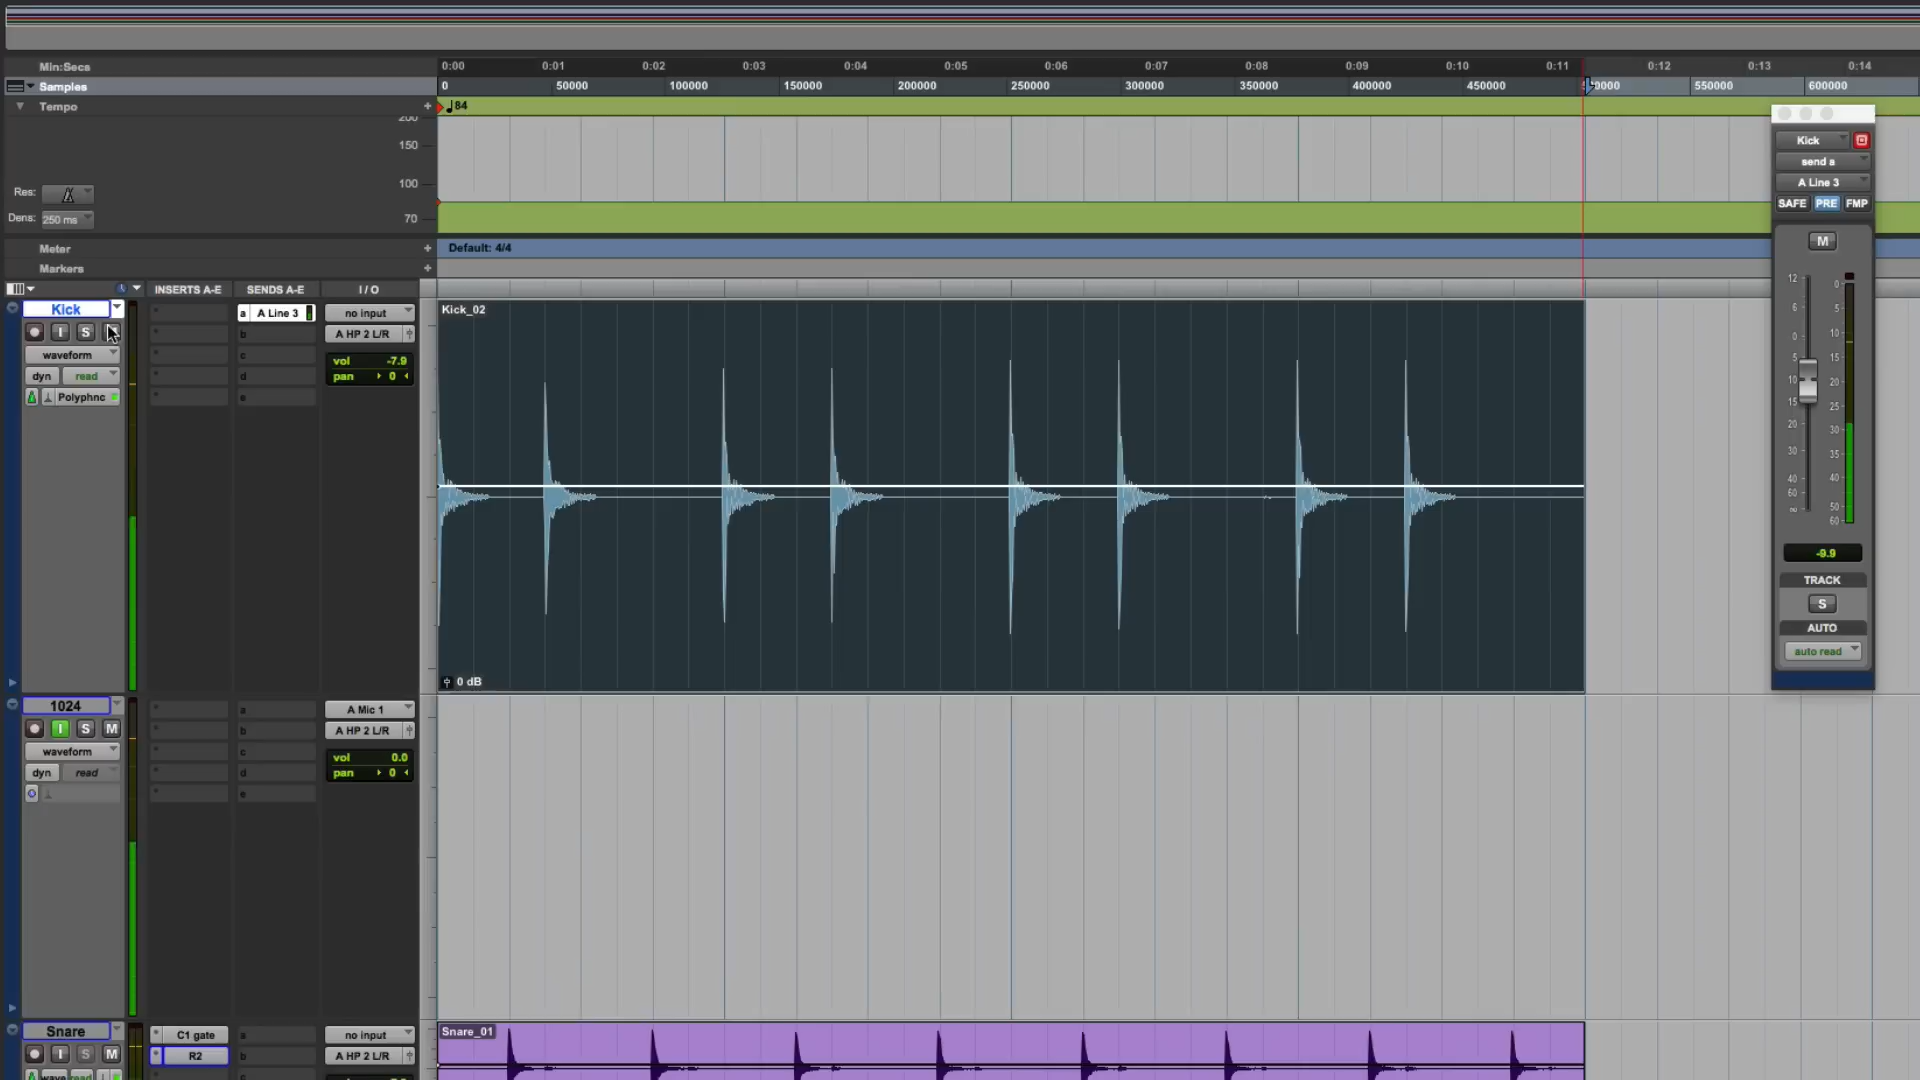 Min:Secs 0:00 0:01 0:02 0:03 0:04 0:05 0:06 0:07 0:08 0:09 0:10 0:11 0:12 0:13 0:14
Samples 0 50000 100000 150000 200000 250000 300000 350000 400000 450000 0000 550000 600000
Tempo + 84
200
150
100
70
Res:
Dens: 250 ms
Meter + Default: 4/4
Markers +
INSERTS A-E SENDS A-E I / O
Kick a A Line 3 no input Kick_02
I S b A HP 2 L/R
waveform c vol -7.9
dyn read d pan 0
Polyphnc e
0 dB
1024 a A Mic 1
I S M b A HP 2 L/R
waveform c vol 0.0
dyn read d pan 0
e
Snare C1 gate a no input Snare_01
I S M R2 b A HP 2 L/R
wave read
Kick
send a
A Line 3
SAFE PRE FMP
M
12 0
6 5
0 10
5 15
10 20
15 25
20 30
30 35
40 40
60 50
∞ 60
-9.9
TRACK
S
AUTO
auto read